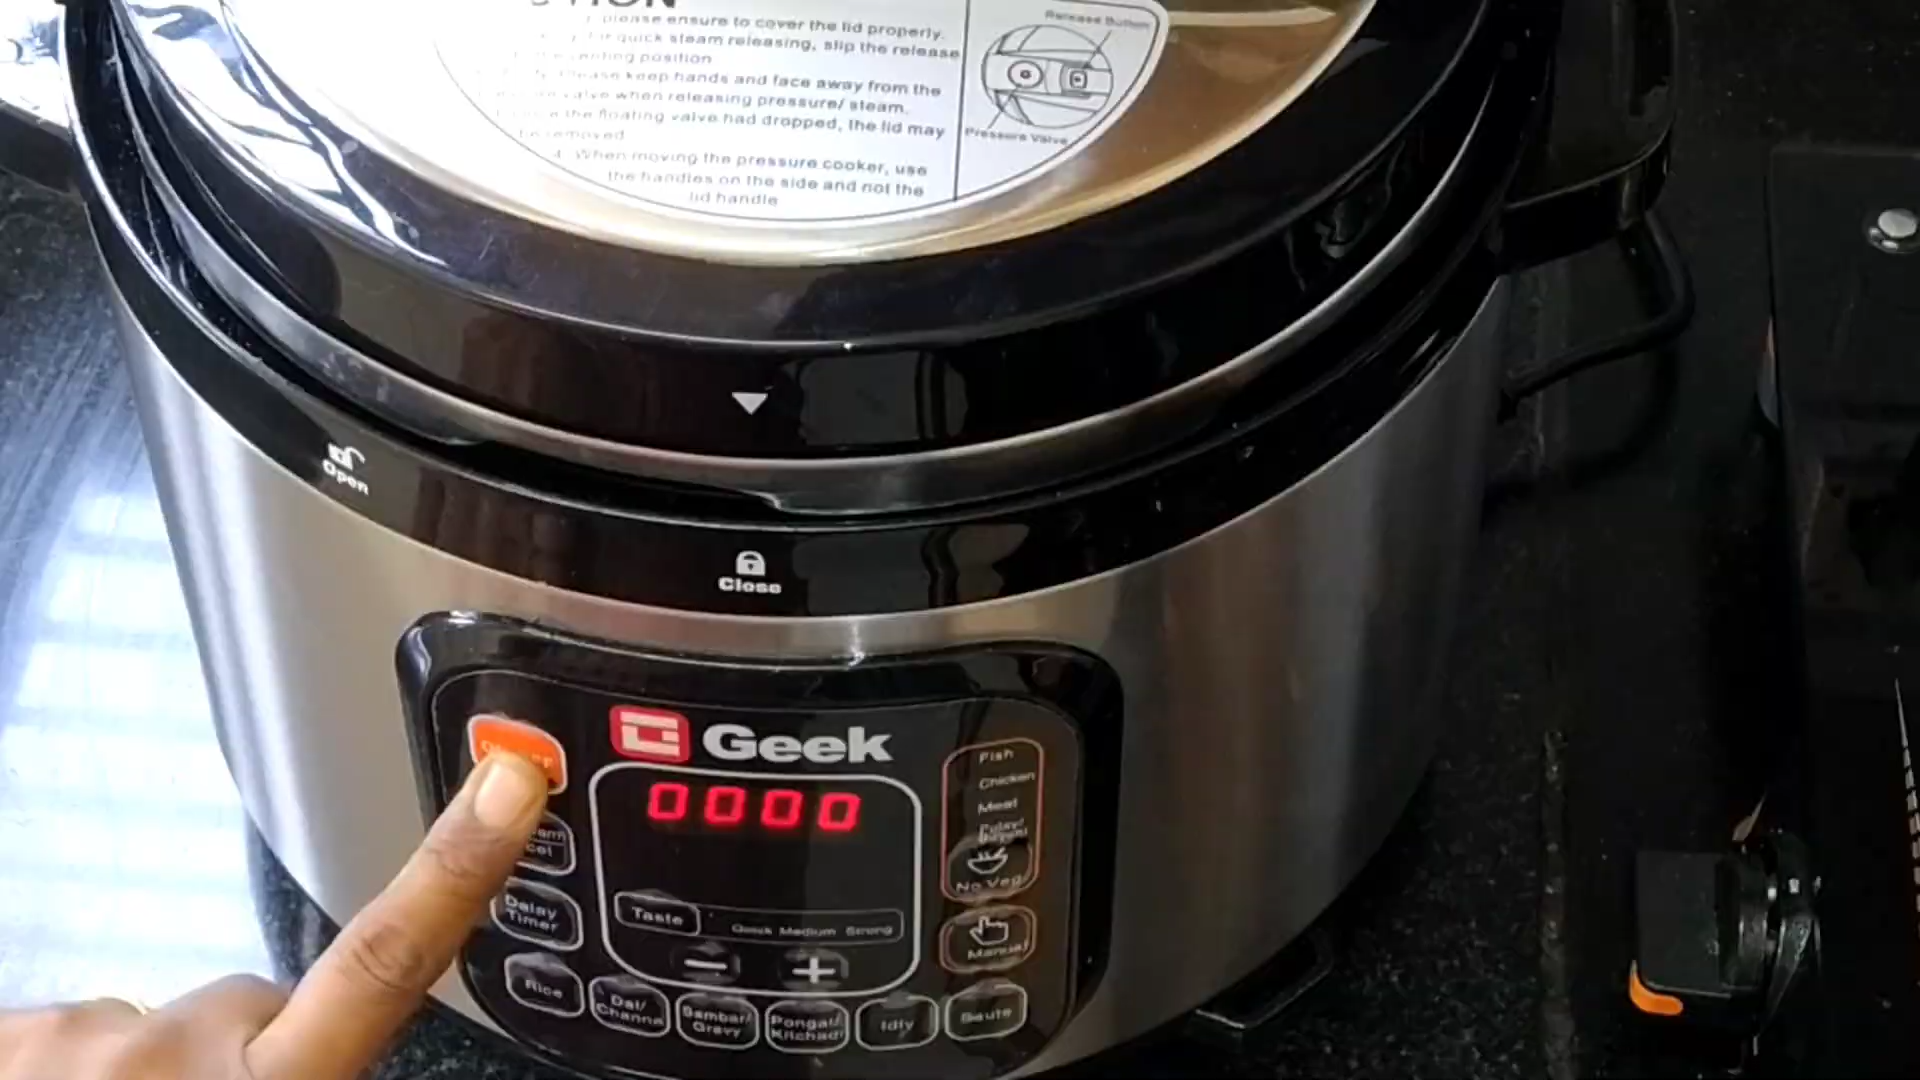 please ensure to cover the lid properly.
for quick steam releasing, slip the release
position
Please keep hands and face away from the
valve when releasing pressure/ steam.
the floating valve had dropped, the lid may
be removed
4. When moving the pressure cooker, use
the handles on the side and not the
lid handle
Release Button
Pressure Valve
Open
Close
Geek
0000
Fish
Chicken
Meat
No Veg
Manual
Delay
Timer
Taste
Quick Medium Strong
− +
Rice
Dal/
Channa
Sambar/
Gravy
Pongal/
Kitchadi
Idly
Saute